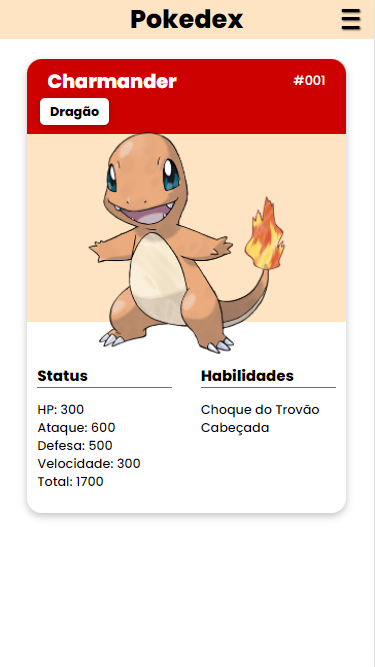 Pokedex
Charmander
#001
Dragão
Status
HP: 300
Ataque: 600
Defesa: 500
Velocidade: 300
Total: 1700
Habilidades
Choque do Trovão
Cabeçada